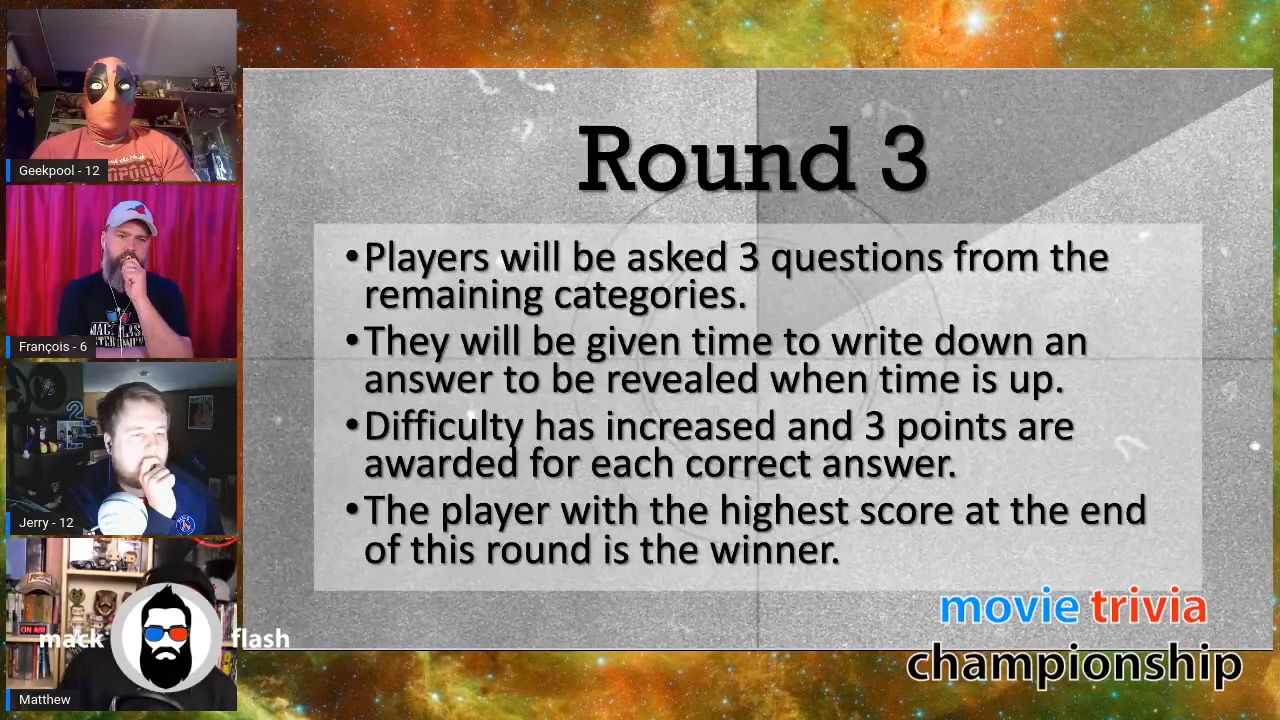 Geekpool - 12
François - 6
Jerry - 12
ON AIR
mack flash
Matthew
Round 3
•Players will be asked 3 questions from the
remaining categories.
•They will be given time to write down an
answer to be revealed when time is up.
•Difficulty has increased and 3 points are
awarded for each correct answer.
•The player with the highest score at the end
of this round is the winner.
movie trivia
championship